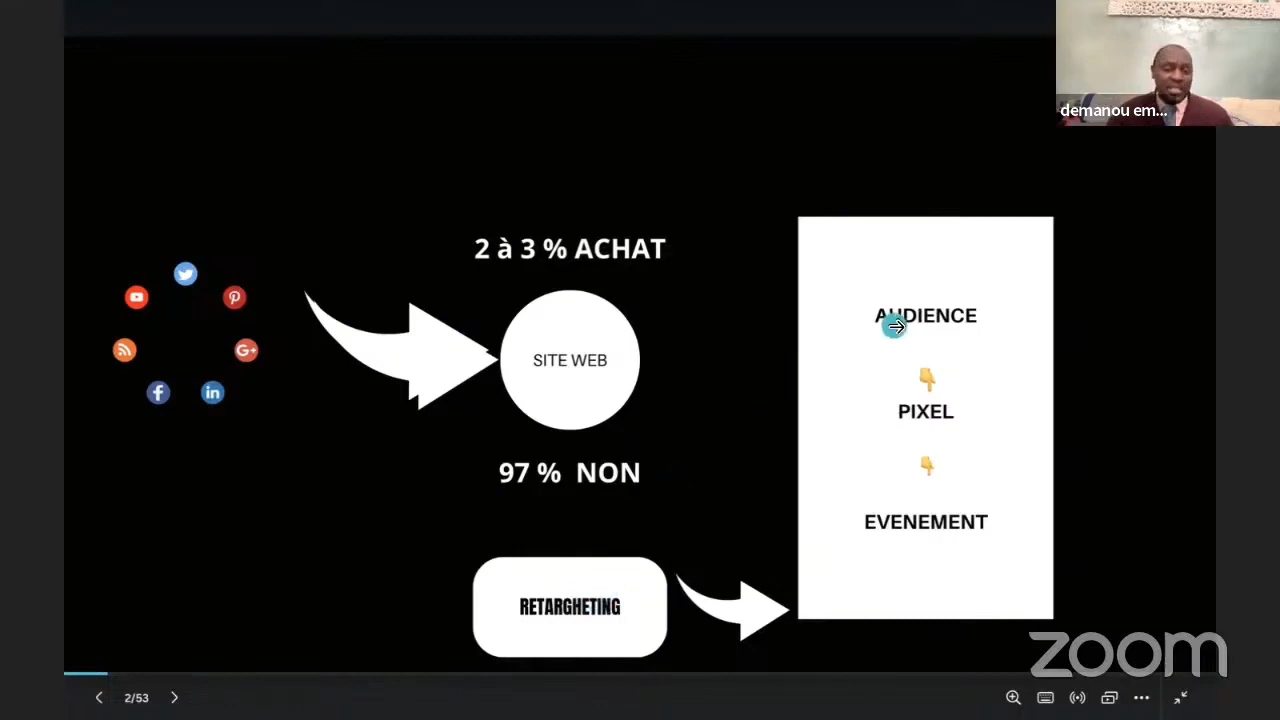 demanou em...
2 à 3 % ACHAT
SITE WEB
97 % NON
RETARGHETING
AUDIENCE
PIXEL
EVENEMENT
zoom
2/53